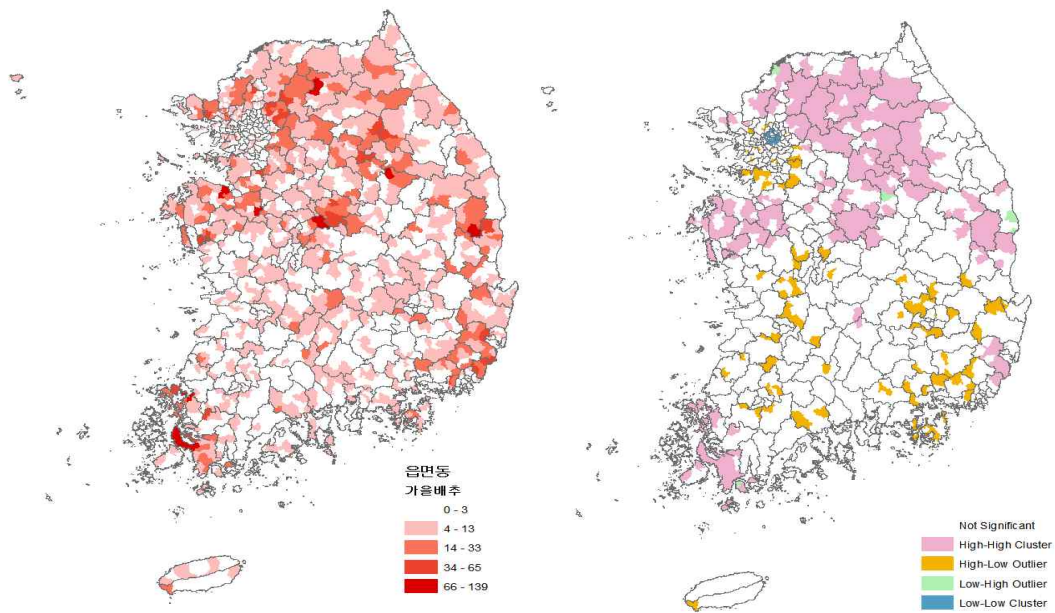 읍면동
가을배추
0 - 3
4 - 13
14 - 33
34 - 65
66 - 139
Not Significant
High-High Cluster
High-Low Outlier
Low-High Outlier
Low-Low Cluster